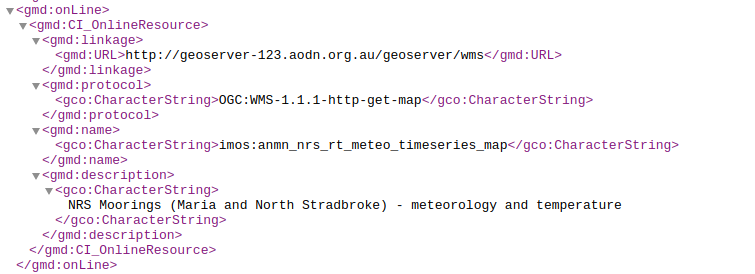 <gmd:onLine>
<gmd:CI_OnlineResource>
<gmd:linkage>
<gmd:URL>http://geoserver-123.aodn.org.au/geoserver/wms</gmd:URL>
</gmd:linkage>
<gmd:protocol>
<gco:CharacterString>OGC:WMS-1.1.1-http-get-map</gco:CharacterString>
</gmd:protocol>
<gmd:name>
<gco:CharacterString>imos:anmn_nrs_rt_meteo_timeseries_map</gco:CharacterString>
</gmd:name>
<gmd:description>
<gco:CharacterString>
NRS Moorings (Maria and North Stradbroke) - meteorology and temperature
</gco:CharacterString>
</gmd:description>
</gmd:CI_OnlineResource>
</gmd:onLine>